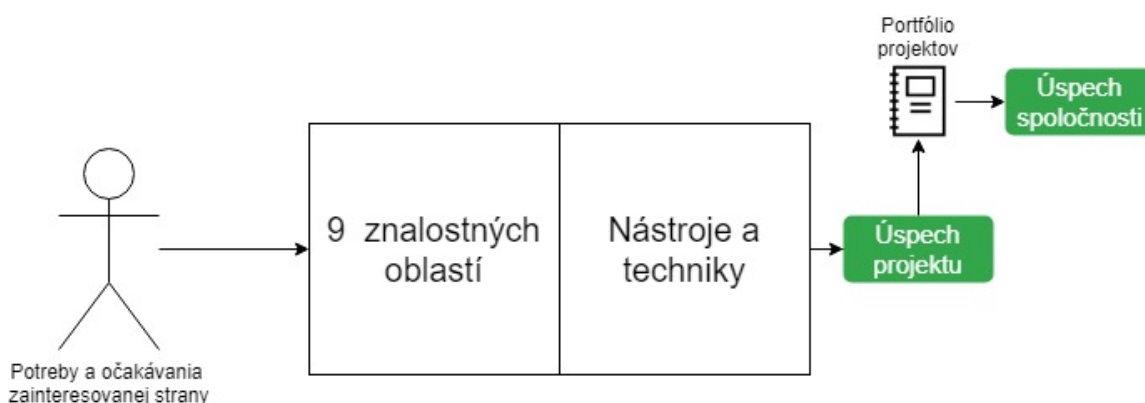 Portfólio
projektov
Úspech
spoločnosti
9 znalostných
oblastí
Nástroje a
techniky
Úspech
projektu
Potreby a očakávania
zainteresovanej strany